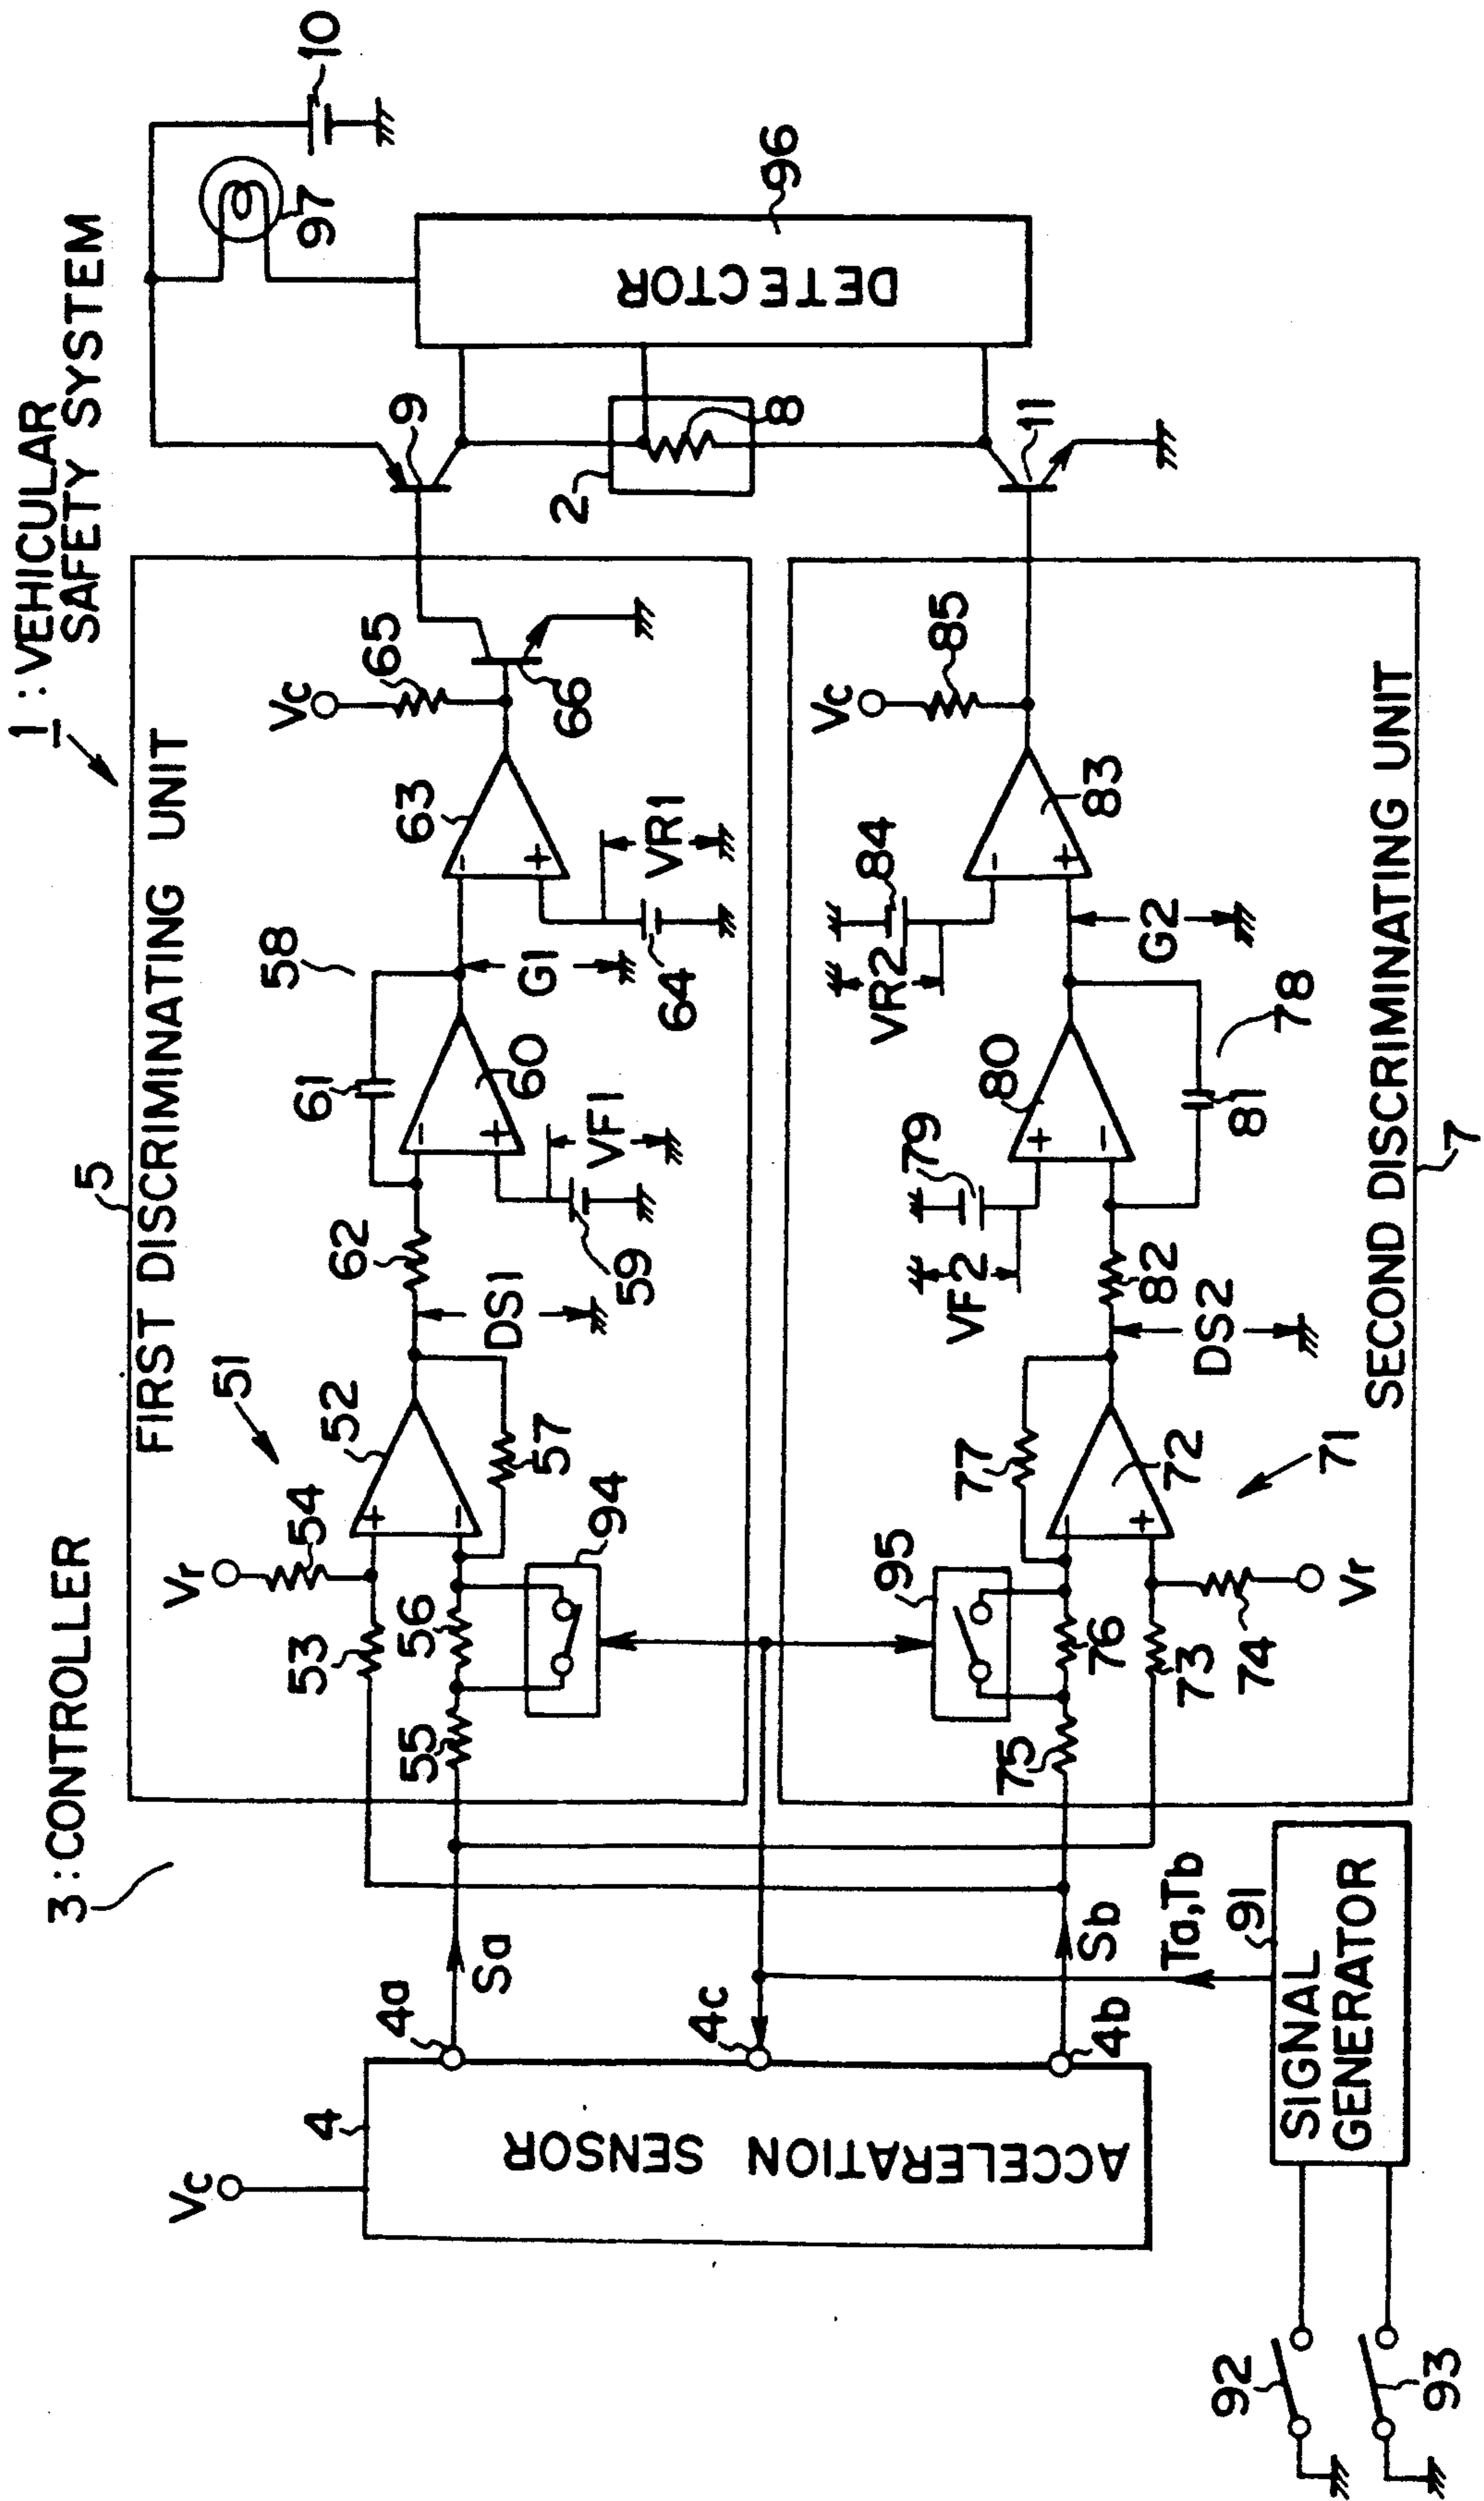 1 : VEHICULAR
SAFETY SYSTEM
3 : CONTROLLER
5
FIRST DISCRIMINATING UNIT
51
Vr
54
53
52
+
−
55
56
57
94
DS1
62
61
58
60
−
+
59
VF1
G1
63
−
+
64
VR1
Vc
65
66
9
10
97
96
DETECTOR
2
8
11
Vc
4
ACCELERATION SENSOR
4a
Sa
4c
4b
Sb
Ta,Tb
91
SIGNAL
GENERATOR
92
93
95
75
76
73
74
Vr
77
−
+
72
71
DS2
82
VF2
79
80
+
−
81
78
G2
VR2
84
−
+
83
Vc
85
SECOND DISCRIMINATING UNIT
7